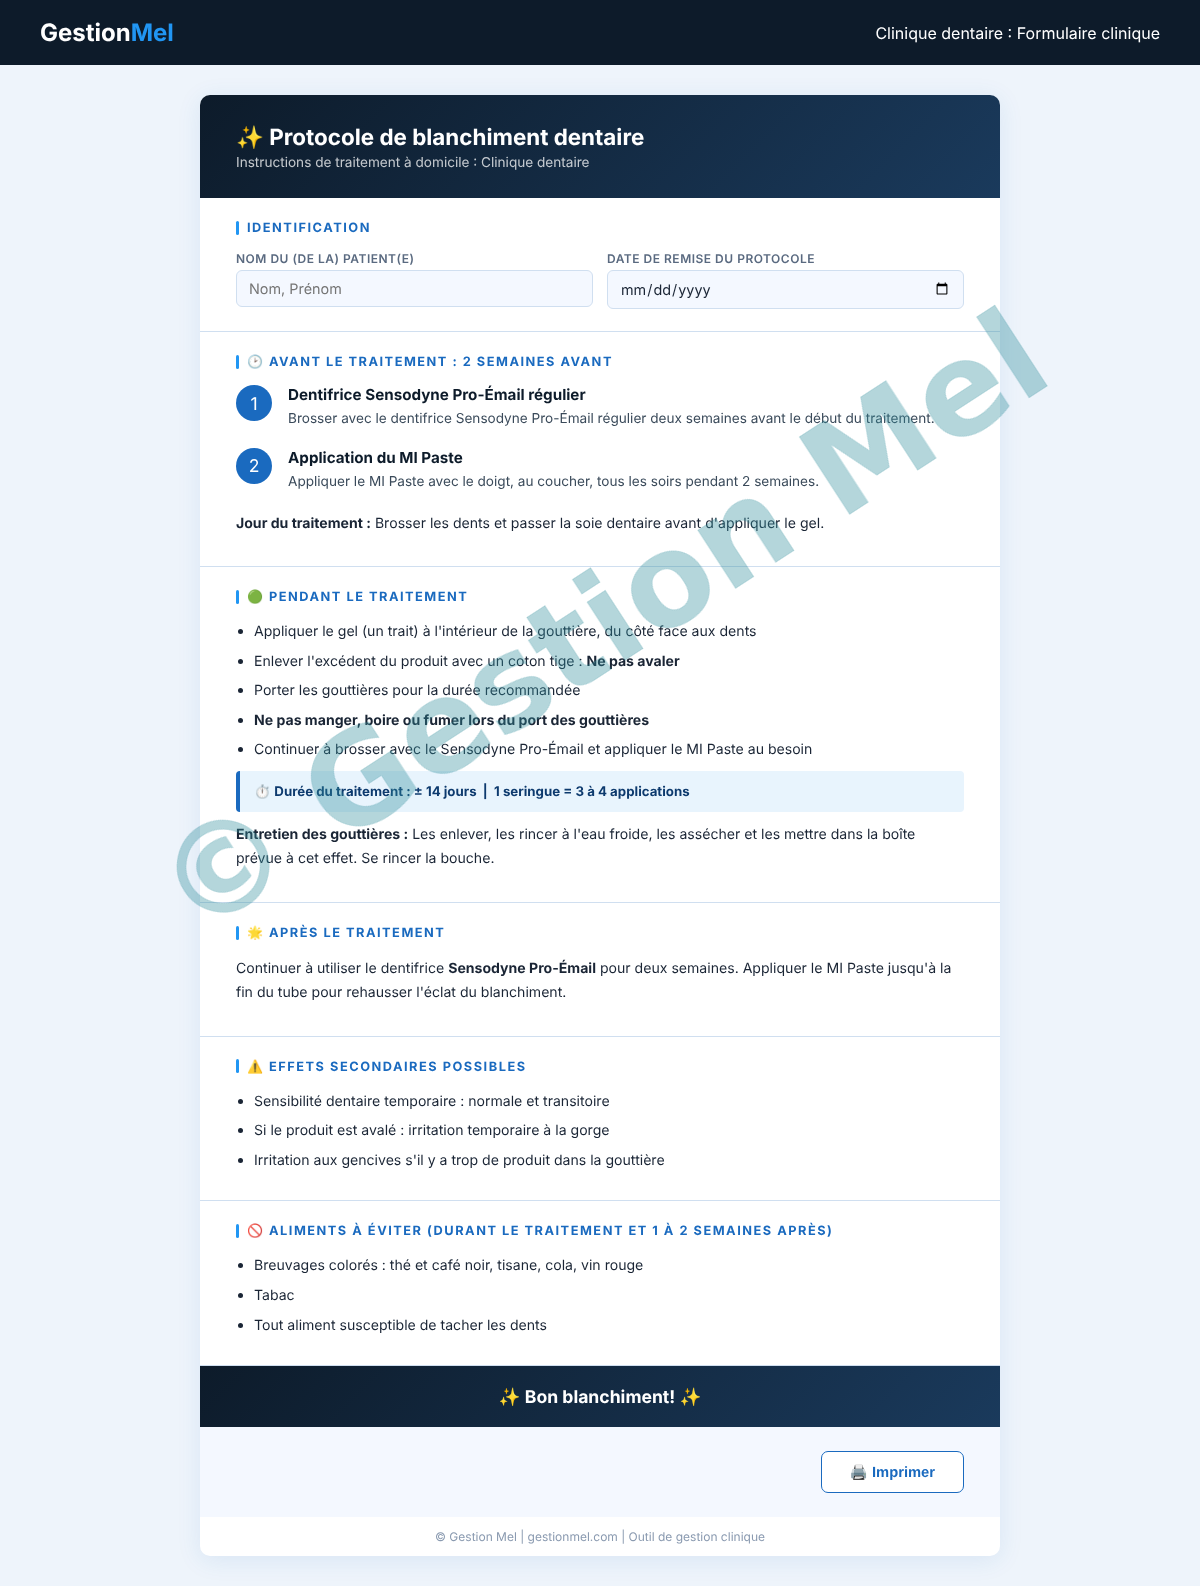 GestionMel
Clinique dentaire : Formulaire clinique
✨ Protocole de blanchiment dentaire
Instructions de traitement à domicile : Clinique dentaire
IDENTIFICATION
NOM DU (DE LA) PATIENT(E)
Nom, Prénom
DATE DE REMISE DU PROTOCOLE
mm/dd/yyyy
🕑 AVANT LE TRAITEMENT : 2 SEMAINES AVANT
1
Dentifrice Sensodyne Pro-Émail régulier
Brosser avec le dentifrice Sensodyne Pro-Émail régulier deux semaines avant le début du traitement.
2
Application du MI Paste
Appliquer le MI Paste avec le doigt, au coucher, tous les soirs pendant 2 semaines.
Jour du traitement : Brosser les dents et passer la soie dentaire avant d'appliquer le gel.
🟢 PENDANT LE TRAITEMENT
• Appliquer le gel (un trait) à l'intérieur de la gouttière, du côté face aux dents
• Enlever l'excédent du produit avec un coton tige : Ne pas avaler
• Porter les gouttières pour la durée recommandée
• Ne pas manger, boire ou fumer lors du port des gouttières
• Continuer à brosser avec le Sensodyne Pro-Émail et appliquer le MI Paste au besoin
⏱️ Durée du traitement : ± 14 jours | 1 seringue = 3 à 4 applications
Entretien des gouttières : Les enlever, les rincer à l'eau froide, les assécher et les mettre dans la boîte
prévue à cet effet. Se rincer la bouche.
🌟 APRÈS LE TRAITEMENT
Continuer à utiliser le dentifrice Sensodyne Pro-Émail pour deux semaines. Appliquer le MI Paste jusqu'à la
fin du tube pour rehausser l'éclat du blanchiment.
⚠️ EFFETS SECONDAIRES POSSIBLES
• Sensibilité dentaire temporaire : normale et transitoire
• Si le produit est avalé : irritation temporaire à la gorge
• Irritation aux gencives s'il y a trop de produit dans la gouttière
🚫 ALIMENTS À ÉVITER (DURANT LE TRAITEMENT ET 1 À 2 SEMAINES APRÈS)
• Breuvages colorés : thé et café noir, tisane, cola, vin rouge
• Tabac
• Tout aliment susceptible de tacher les dents
✨ Bon blanchiment! ✨
🖨️ Imprimer
© Gestion Mel | gestionmel.com | Outil de gestion clinique
© Gestion Mel